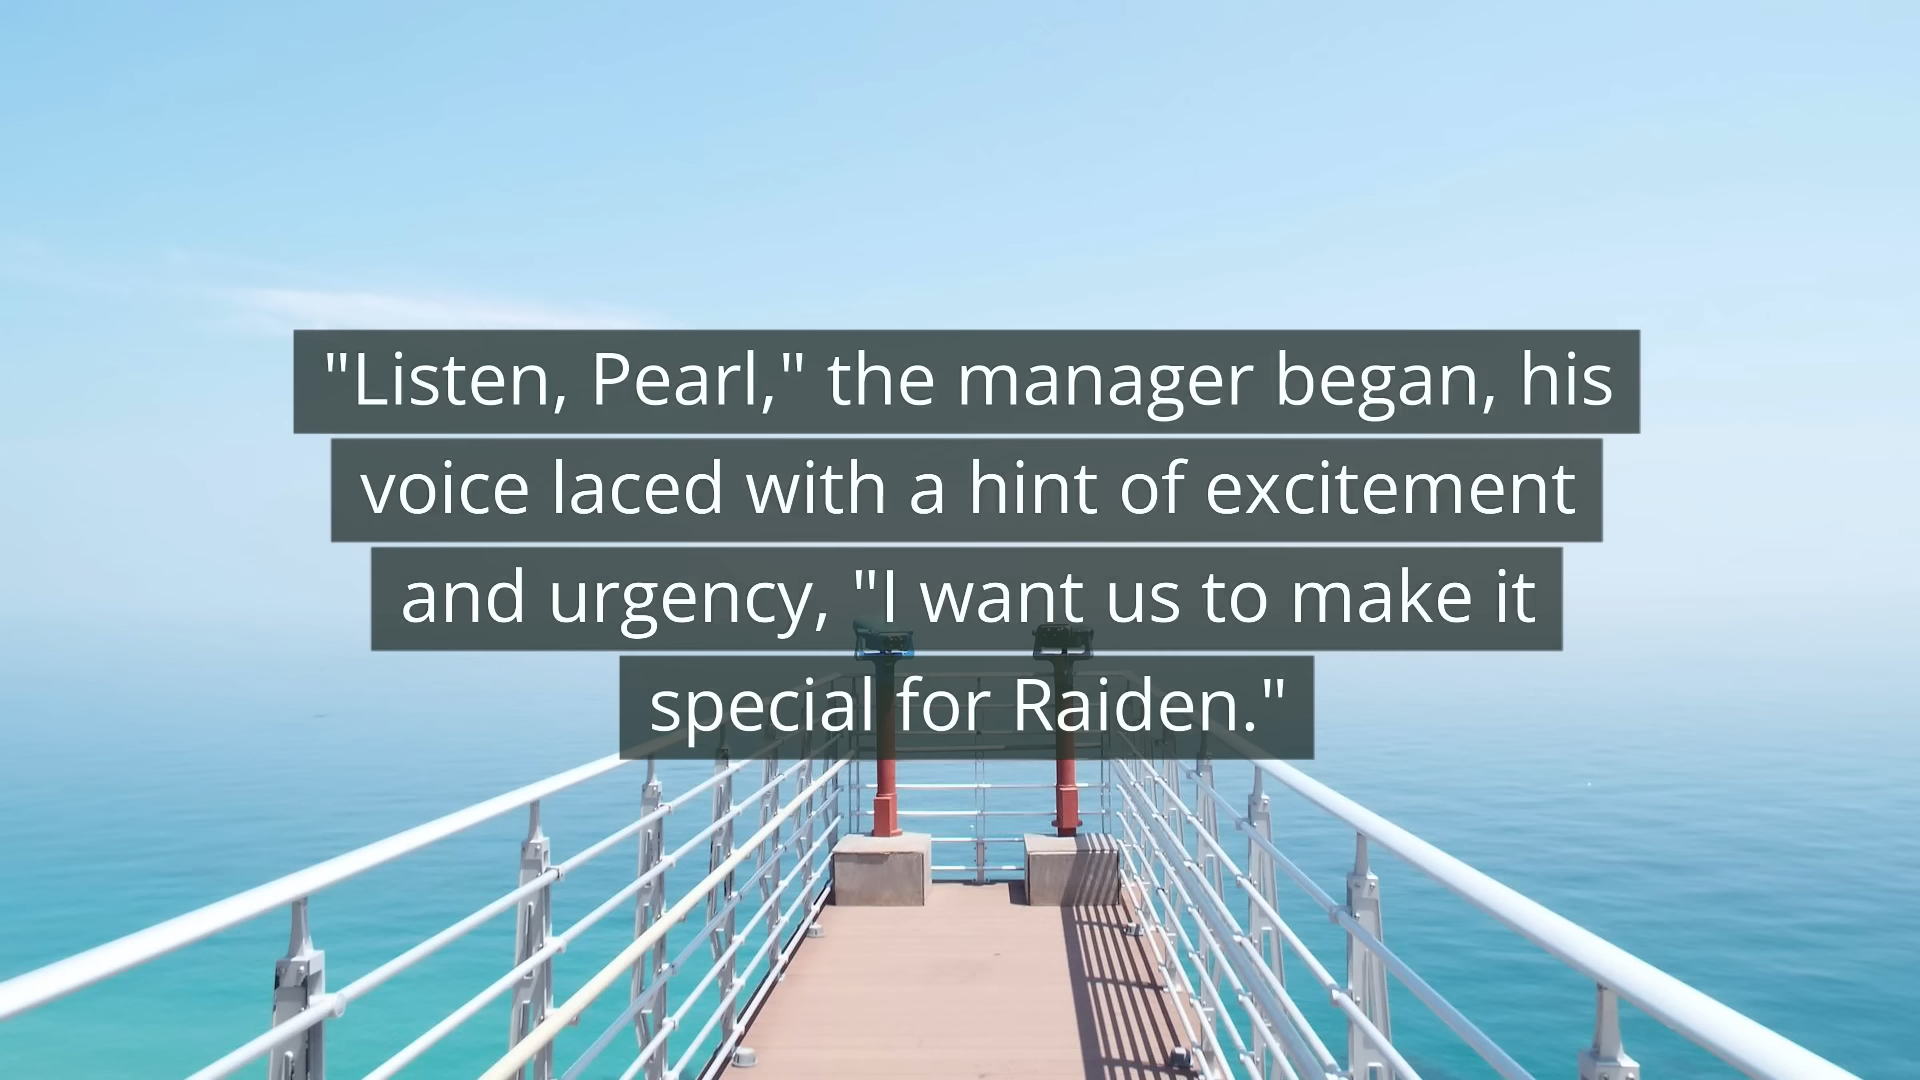 "Listen, Pearl," the manager began, his
voice laced with a hint of excitement
and urgency, "I want us to make it
special for Raiden."